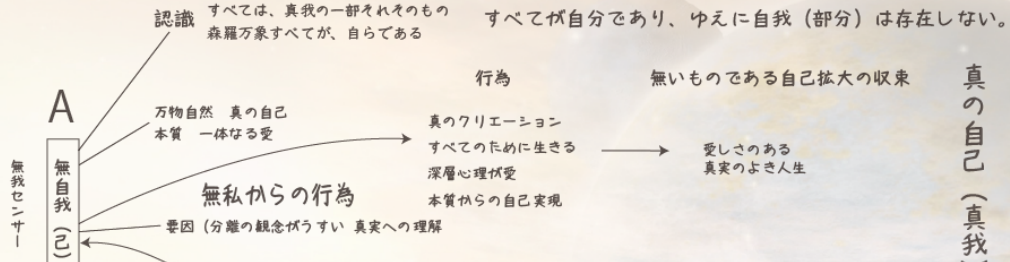 認識
すべては、真我の一部それそのもの
森羅万象すべてが、自らである
すべてが自分であり、ゆえに自我（部分）は存在しない。
行為
無いものである自己拡大の収束
A
万物自然　真の自己
本質　一体なる愛
真のクリエーション
すべてのために生きる
深層心理が愛
本質からの自己実現
愛しさのある
真実のよき人生
無我センサー
無自我（己）
無私からの行為
要因（分離の観念がうすい 真実への理解
真の自己（真我